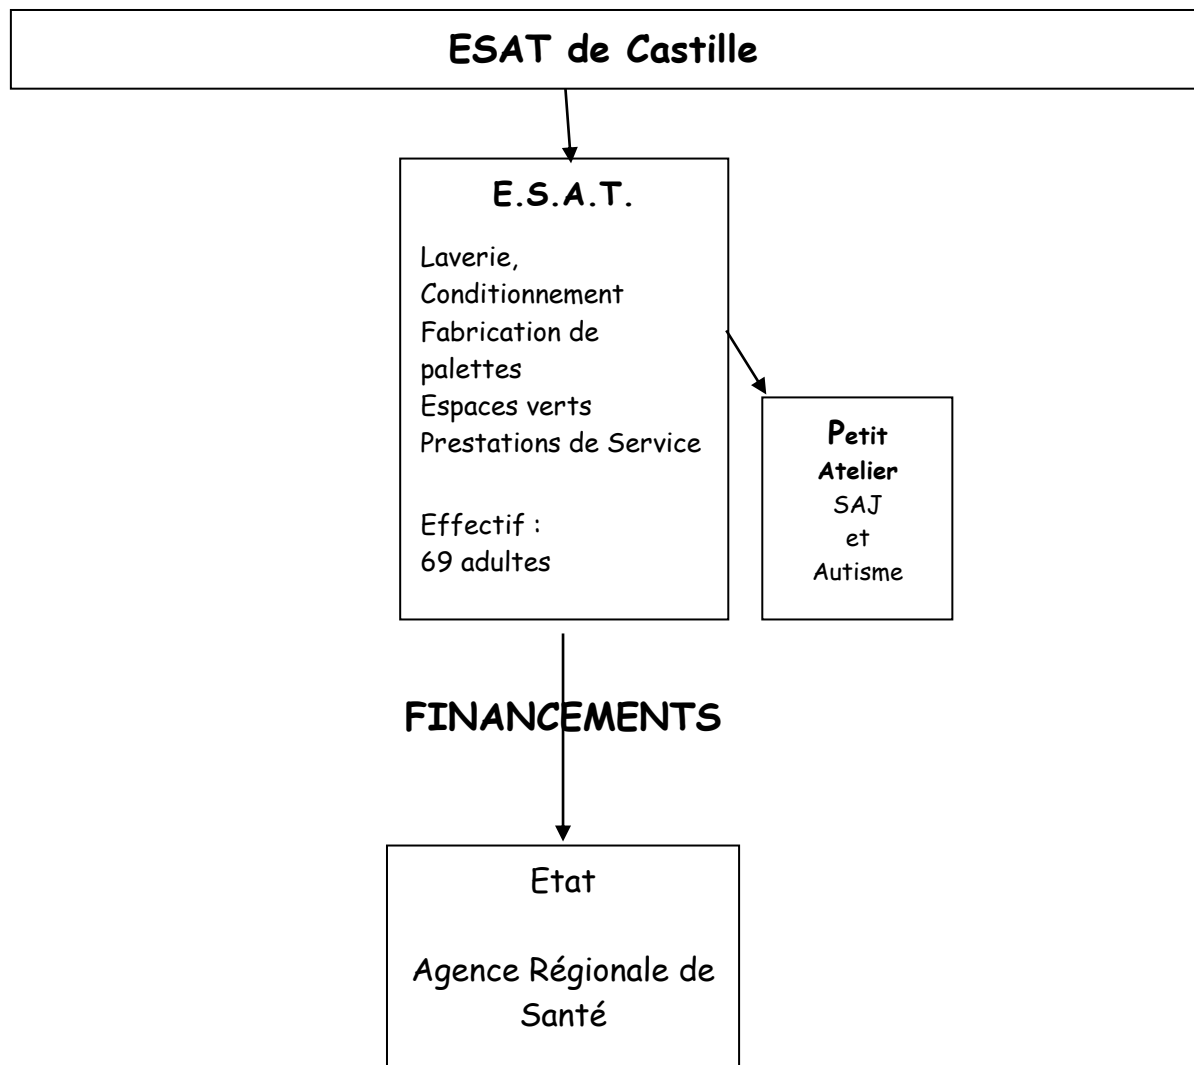 ESAT de Castille
E.S.A.T.
Laverie,
Conditionnement
Fabrication de
palettes
Espaces verts
Prestations de Service
Effectif :
69 adultes
Petit
Atelier
SAJ
et
Autisme
FINANCEMENTS
Etat
Agence Régionale de
Santé